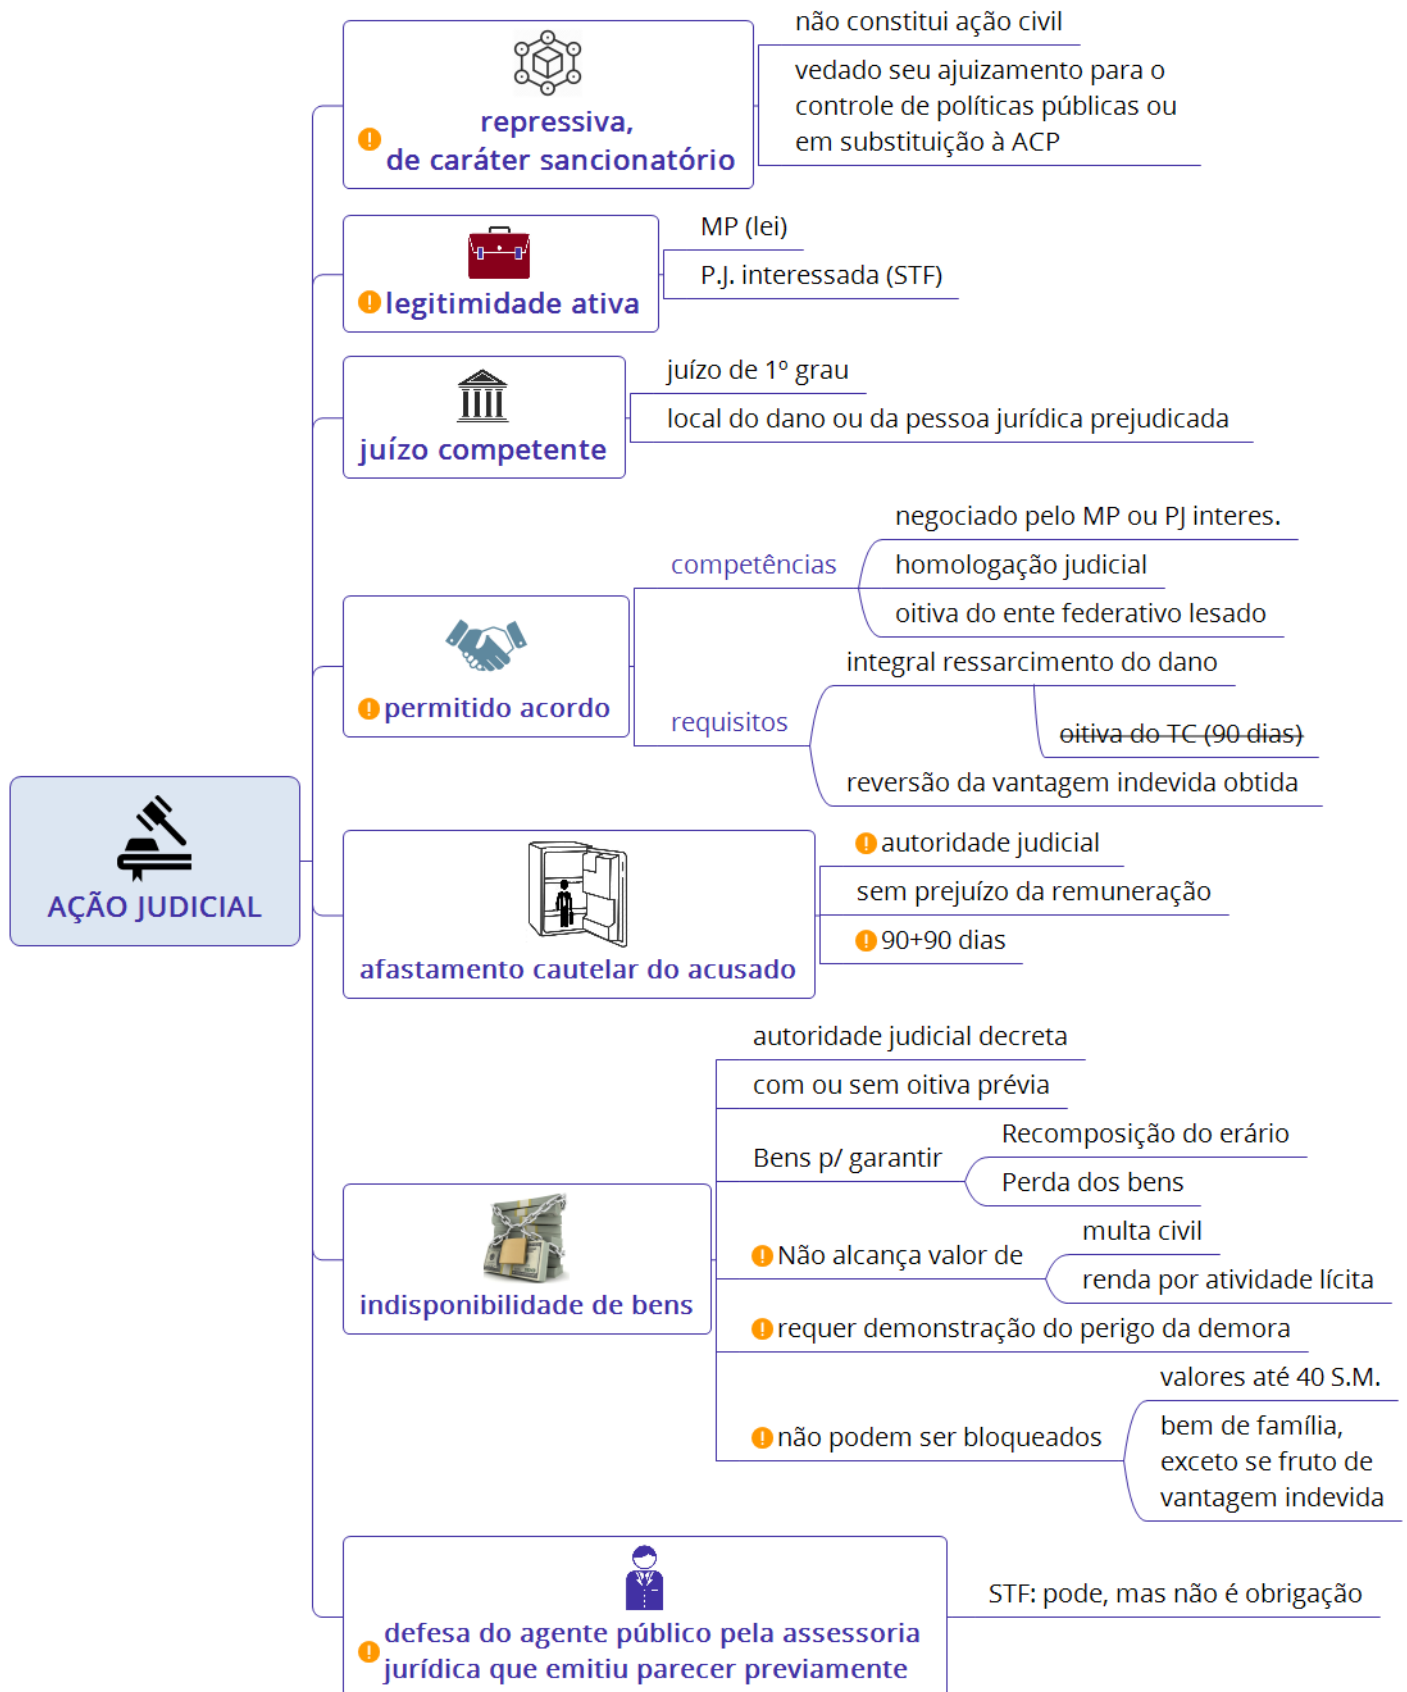 AÇÃO JUDICIAL
repressiva,
de caráter sancionatório
não constitui ação civil
vedado seu ajuizamento para o
controle de políticas públicas ou
em substituição à ACP
legitimidade ativa
MP (lei)
P.J. interessada (STF)
juízo competente
juízo de 1º grau
local do dano ou da pessoa jurídica prejudicada
permitido acordo
competências
negociado pelo MP ou PJ interes.
homologação judicial
oitiva do ente federativo lesado
requisitos
integral ressarcimento do dano
oitiva do TC (90 dias)
reversão da vantagem indevida obtida
afastamento cautelar do acusado
autoridade judicial
sem prejuízo da remuneração
90+90 dias
indisponibilidade de bens
autoridade judicial decreta
com ou sem oitiva prévia
Bens p/ garantir
Recomposição do erário
Perda dos bens
Não alcança valor de
multa civil
renda por atividade lícita
requer demonstração do perigo da demora
não podem ser bloqueados
valores até 40 S.M.
bem de família,
exceto se fruto de
vantagem indevida
defesa do agente público pela assessoria
jurídica que emitiu parecer previamente
STF: pode, mas não é obrigação